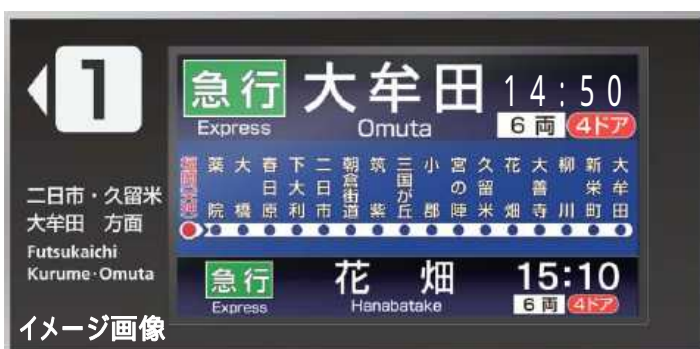 1
二日市・久留米
大牟田 方面
Futsukaichi
Kurume・Omuta
急行 大牟田 14:50
Express Omuta 6両 4ドア
福岡(天神) 薬院 大橋 春日原 下大利 二日市 朝倉街道 筑紫 三国が丘 小郡 宮の陣 久留米 花畑 大善寺 柳川 新栄町 大牟田
急行 花畑 15:10
Express Hanabatake 6両 4ドア
イメージ画像